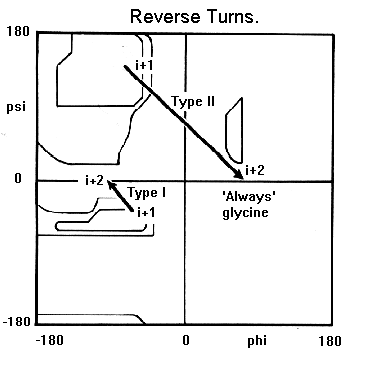 Reverse Turns.
180
i+1
psi
Type II
i+2
0
i+2
Type I
'Always'
glycine
i+1
-180
-180
0
phi
180